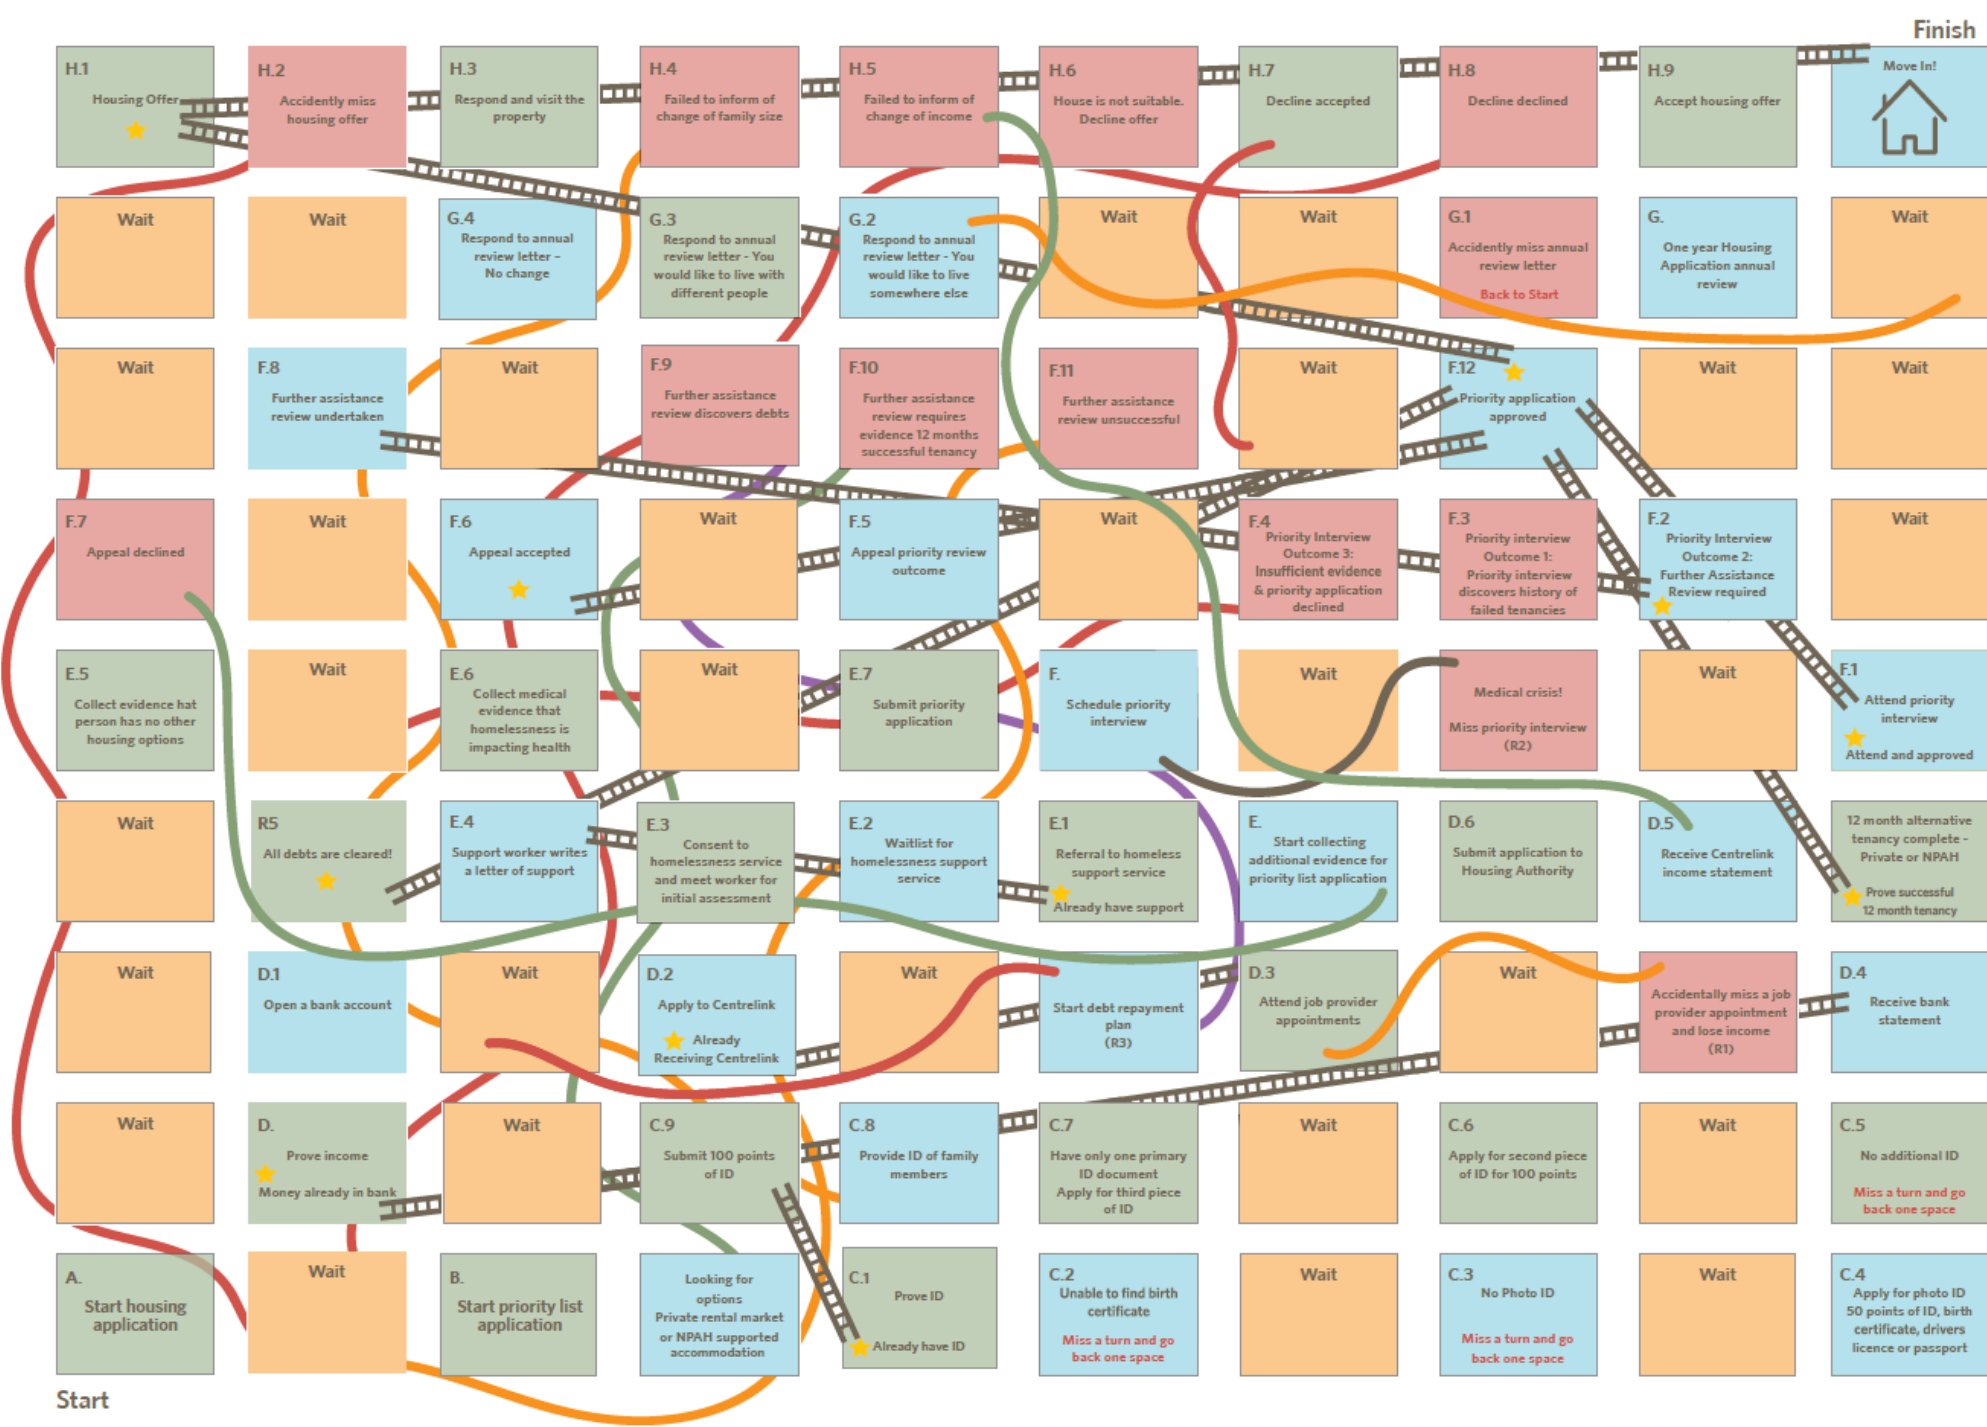 Finish
H.1
Housing Offer
H.2
Accidently miss
housing offer
H.3
Respond and visit the
property
H.4
Failed to inform of
change of family size
H.5
Failed to inform of
change of income
H.6
House is not suitable.
Decline offer
H.7
Decline accepted
H.8
Decline declined
H.9
Accept housing offer
Move In!
Wait
Wait
G.4
Respond to annual
review letter –
No change
G.3
Respond to annual
review letter - You
would like to live with
different people
G.2
Respond to annual
review letter - You
would like to live
somewhere else
Wait
Wait
G.1
Accidently miss annual
review letter
Back to Start
G.
One year Housing
Application annual
review
Wait
Wait
F.8
Further assistance
review undertaken
Wait
F.9
Further assistance
review discovers debts
F.10
Further assistance
review requires
evidence 12 months
successful tenancy
F.11
Further assistance
review unsuccessful
Wait
F.12
Priority application
approved
Wait
Wait
F.7
Appeal declined
Wait
F.6
Appeal accepted
Wait
F.5
Appeal priority review
outcome
Wait
F.4
Priority Interview
Outcome 3:
Insufficient evidence
& priority application
declined
F.3
Priority interview
Outcome 1:
Priority interview
discovers history of
failed tenancies
F.2
Priority Interview
Outcome 2:
Further Assistance
Review required
Wait
E.5
Collect evidence hat
person has no other
housing options
Wait
E.6
Collect medical
evidence that
homelessness is
impacting health
Wait
E.7
Submit priority
application
F.
Schedule priority
interview
Wait
Medical crisis!
Miss priority interview
(R2)
Wait
F.1
Attend priority
interview
Attend and approved
Wait
R5
All debts are cleared!
E.4
Support worker writes
a letter of support
E.3
Consent to
homelessness service
and meet worker for
initial assessment
E.2
Waitlist for
homelessness support
service
E.1
Referral to homeless
support service
Already have support
E.
Start collecting
additional evidence for
priority list application
D.6
Submit application to
Housing Authority
D.5
Receive Centrelink
income statement
12 month alternative
tenancy complete -
Private or NPAH
Prove successful
12 month tenancy
Wait
D.1
Open a bank account
Wait
D.2
Apply to Centrelink
Already
Receiving Centrelink
Wait
Start debt repayment
plan
(R3)
D.3
Attend job provider
appointments
Wait
Accidentally miss a job
provider appointment
and lose income
(R1)
D.4
Receive bank
statement
Wait
D.
Prove income
Money already in bank
Wait
C.9
Submit 100 points
of ID
C.8
Provide ID of family
members
C.7
Have only one primary
ID document
Apply for third piece
of ID
Wait
C.6
Apply for second piece
of ID for 100 points
Wait
C.5
No additional ID
Miss a turn and go
back one space
A.
Start housing
application
Wait
B.
Start priority list
application
Looking for
options
Private rental market
or NPAH supported
accommodation
C.1
Prove ID
Already have ID
C.2
Unable to find birth
certificate
Miss a turn and go
back one space
Wait
C.3
No Photo ID
Miss a turn and go
back one space
Wait
C.4
Apply for photo ID
50 points of ID, birth
certificate, drivers
licence or passport
Start